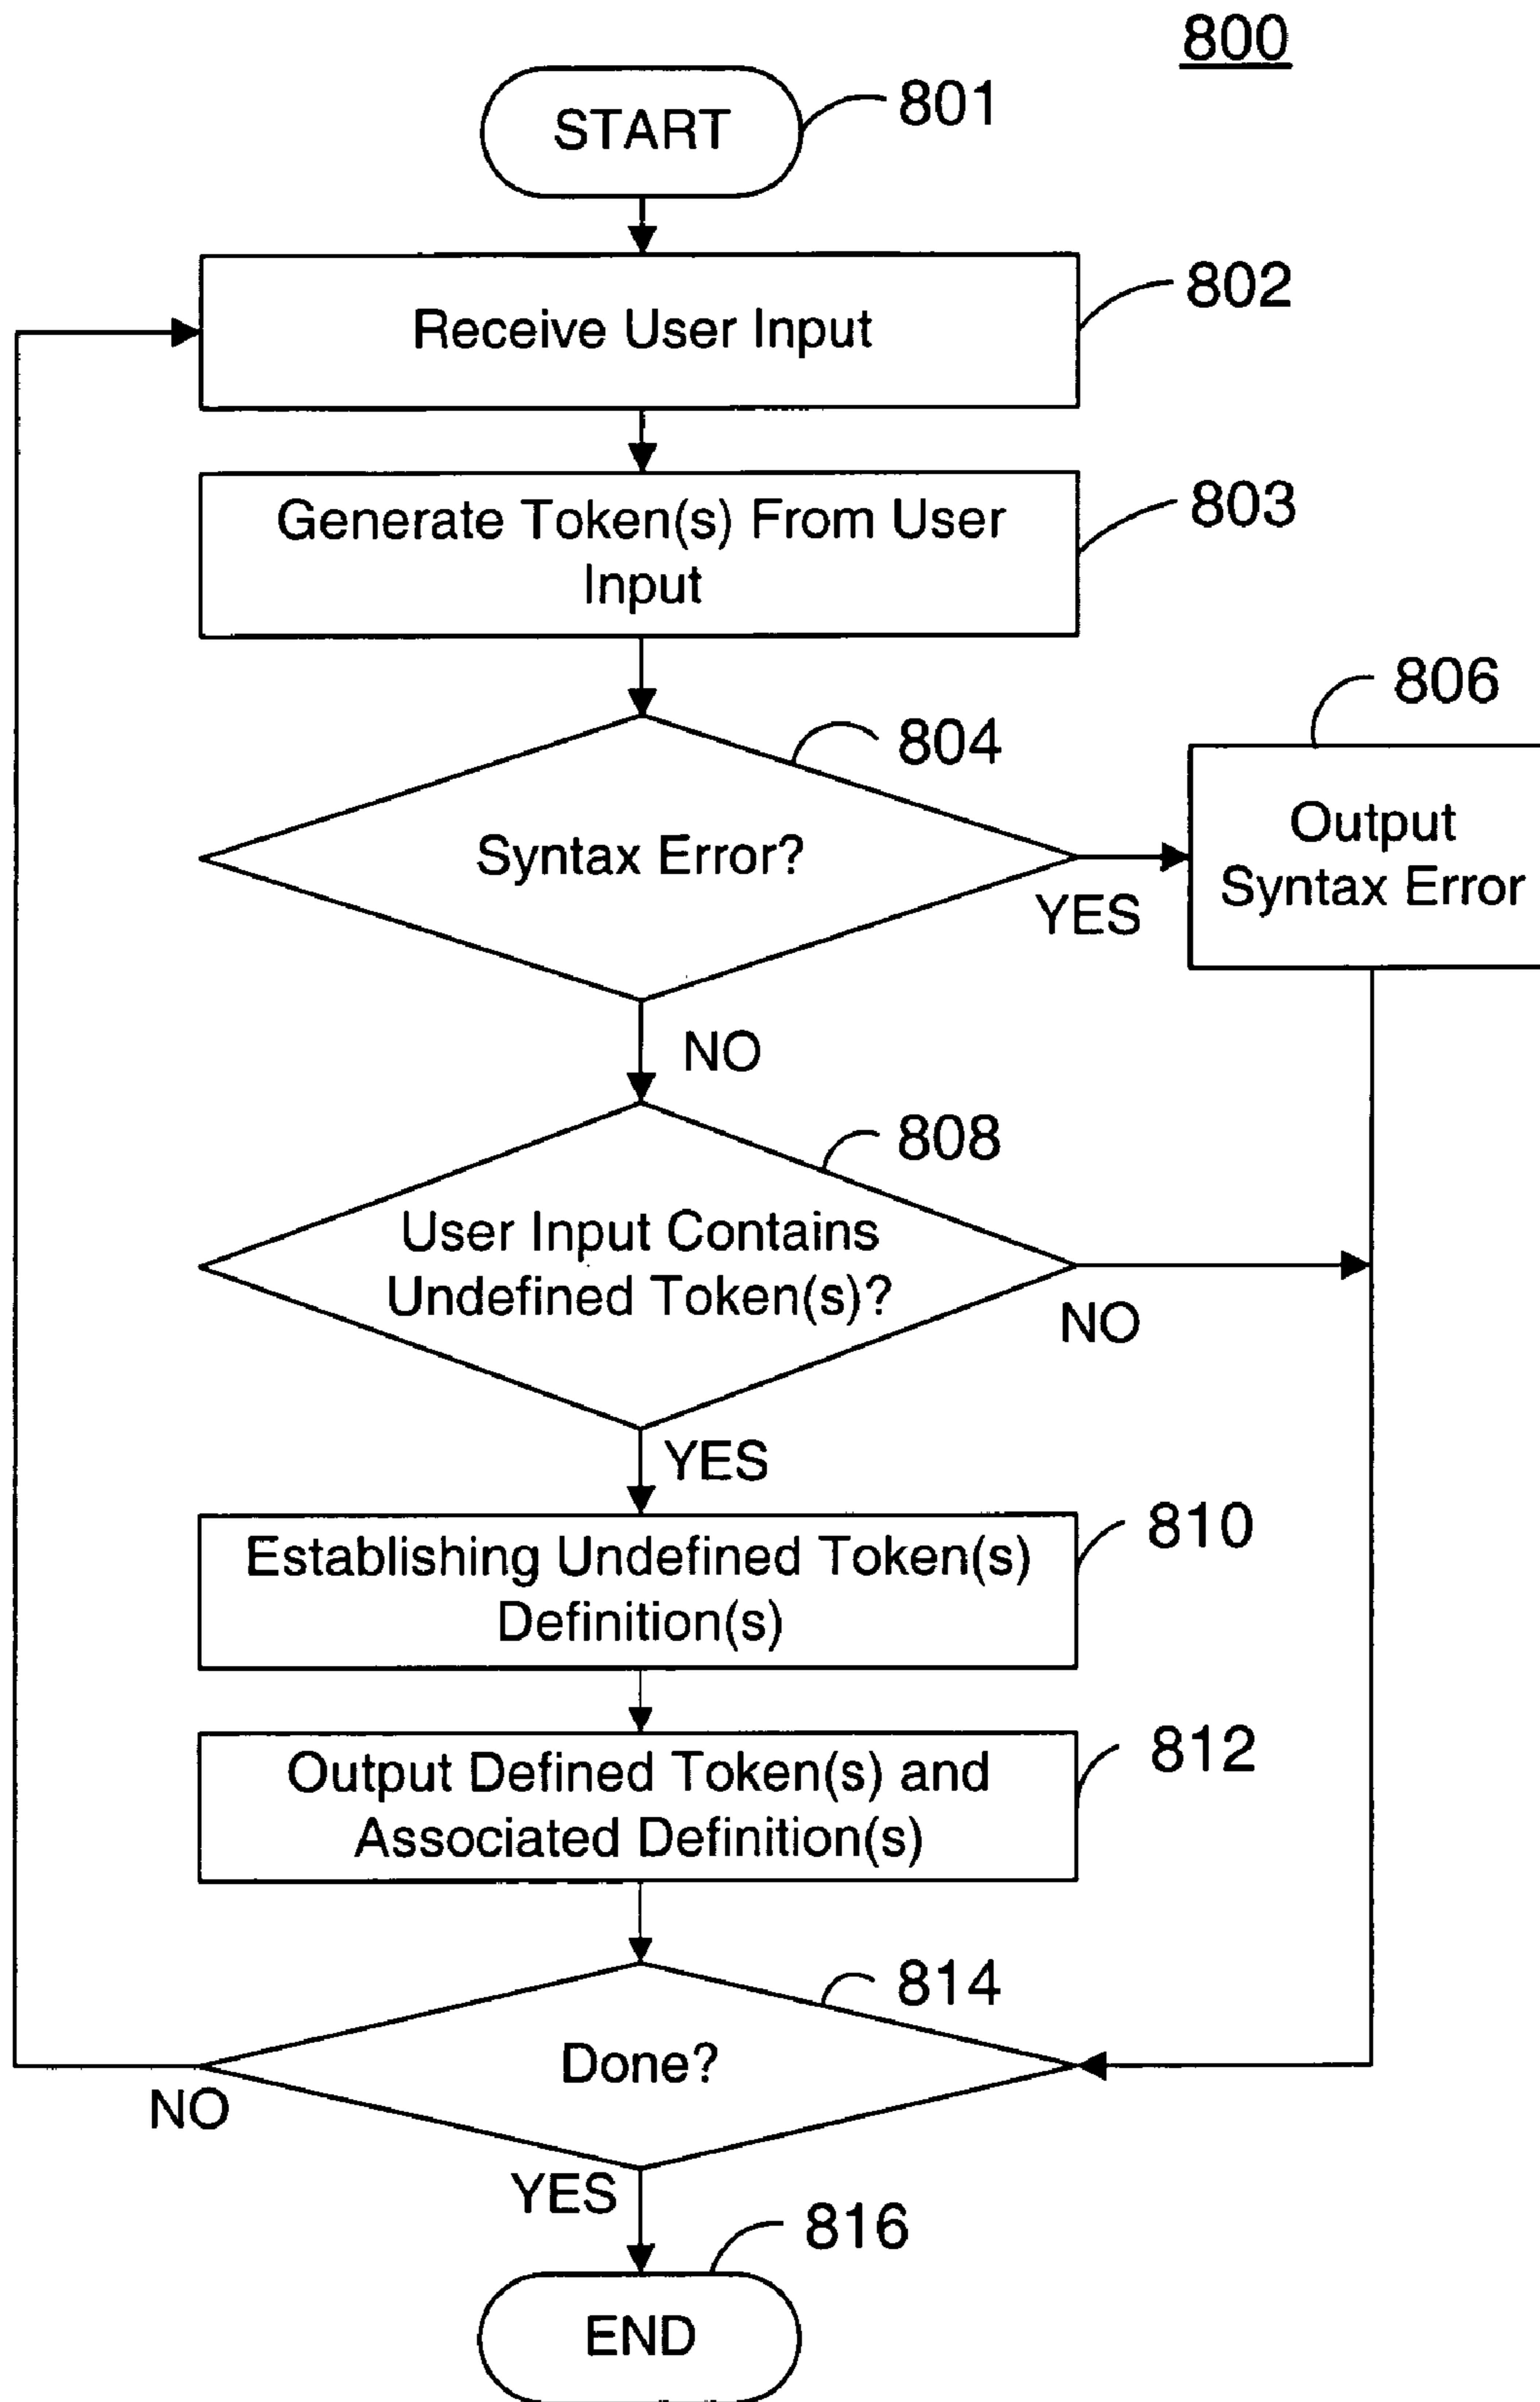 800
START
801
Receive User Input
802
Generate Token(s) From User
Input
803
Syntax Error?
804
YES
Output
Syntax Error
806
NO
User Input Contains
Undefined Token(s)?
808
NO
YES
Establishing Undefined Token(s)
Definition(s)
810
Output Defined Token(s) and
Associated Definition(s)
812
Done?
814
NO
YES
END
816